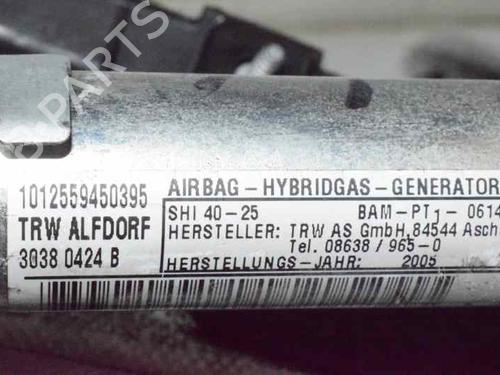 1012559450395
TRW ALFDORF
3038 0424 B
AIRBAG-HYBRIDGAS-GENERATOR
SHI 40-25 BAM-PT1-0614
HERSTELLER: TRW AS GmbH, 84544 Asch
Tel. 08638 / 965-0
HERSTELLUNGS-JAHR: 2005